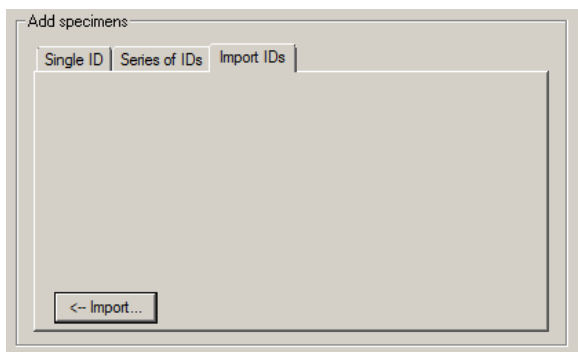 Add specimens
Single ID Series of IDs Import IDs
<-- Import...